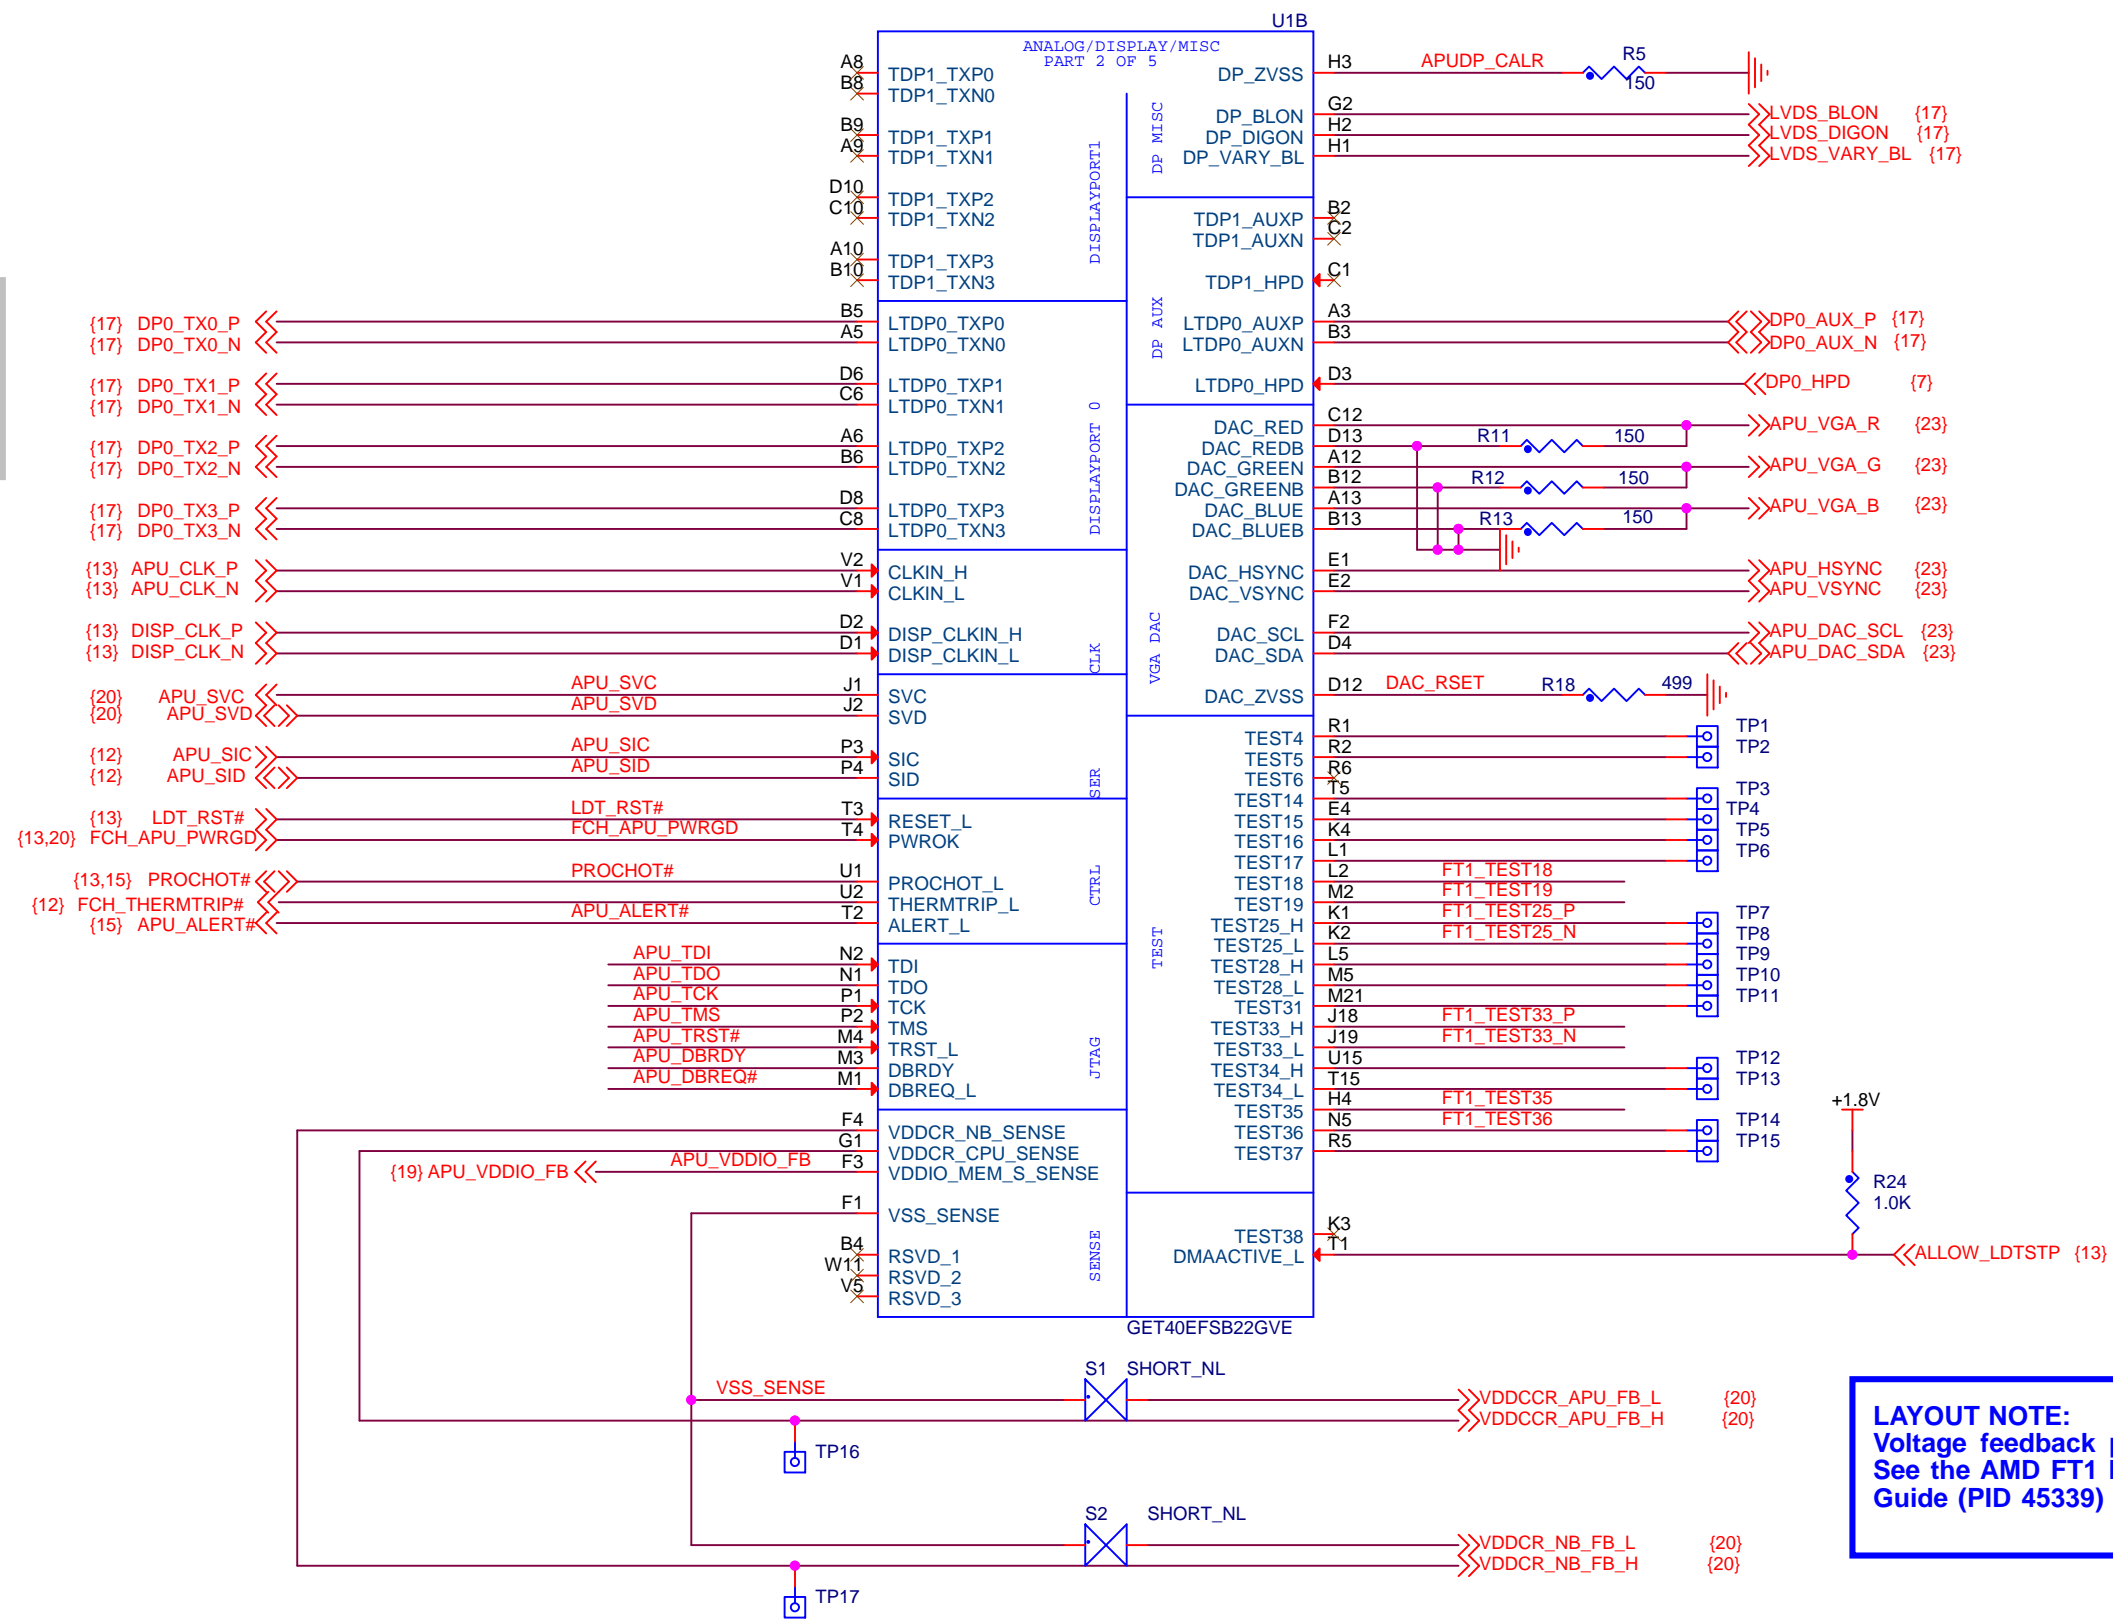 U1B
ANALOG/DISPLAY/MISC
PART 2 OF 5
A8 TDP1_TXP0
B8 TDP1_TXN0
B9 TDP1_TXP1
A9 TDP1_TXN1
D10 TDP1_TXP2
C10 TDP1_TXN2
A10 TDP1_TXP3
B10 TDP1_TXN3
DISPLAYPORT1
{17} DP0_TX0_P B5 LTDP0_TXP0
{17} DP0_TX0_N A5 LTDP0_TXN0
{17} DP0_TX1_P D6 LTDP0_TXP1
{17} DP0_TX1_N C6 LTDP0_TXN1
{17} DP0_TX2_P A6 LTDP0_TXP2
{17} DP0_TX2_N B6 LTDP0_TXN2
{17} DP0_TX3_P D8 LTDP0_TXP3
{17} DP0_TX3_N C8 LTDP0_TXN3
DISPLAYPORT 0
{13} APU_CLK_P V2 CLKIN_H
{13} APU_CLK_N V1 CLKIN_L
{13} DISP_CLK_P D2 DISP_CLKIN_H
{13} DISP_CLK_N D1 DISP_CLKIN_L
CLK
{20} APU_SVC APU_SVC J1 SVC
{20} APU_SVD APU_SVD J2 SVD
{12} APU_SIC APU_SIC P3 SIC
{12} APU_SID APU_SID P4 SID
SER
{13} LDT_RST# LDT_RST# T3 RESET_L
{13,20} FCH_APU_PWRGD FCH_APU_PWRGD T4 PWROK
{13,15} PROCHOT# PROCHOT# U1 PROCHOT_L
{12} FCH_THERMTRIP# U2 THERMTRIP_L
{15} APU_ALERT# APU_ALERT# T2 ALERT_L
CTRL
APU_TDI N2 TDI
APU_TDO N1 TDO
APU_TCK P1 TCK
APU_TMS P2 TMS
APU_TRST# M4 TRST_L
APU_DBRDY M3 DBRDY
APU_DBREQ# M1 DBREQ_L
JTAG
F4 VDDCR_NB_SENSE
G1 VDDCR_CPU_SENSE
{19} APU_VDDIO_FB APU_VDDIO_FB F3 VDDIO_MEM_S_SENSE
F1 VSS_SENSE
B4 RSVD_1
W11 RSVD_2
V5 RSVD_3
SENSE
DP_ZVSS H3 APUDP_CALR R5 150
DP_BLON G2 LVDS_BLON {17}
DP_DIGON H2 LVDS_DIGON {17}
DP_VARY_BL H1 LVDS_VARY_BL {17}
DP MISC
TDP1_AUXP B2
TDP1_AUXN C2
TDP1_HPD C1
LTDP0_AUXP A3 DP0_AUX_P {17}
LTDP0_AUXN B3 DP0_AUX_N {17}
LTDP0_HPD D3 DP0_HPD {7}
DP AUX
DAC_RED C12 APU_VGA_R {23}
DAC_REDB D13 R11 150
DAC_GREEN A12 APU_VGA_G {23}
DAC_GREENB B12 R12 150
DAC_BLUE A13 APU_VGA_B {23}
DAC_BLUEB B13 R13 150
DAC_HSYNC E1 APU_HSYNC {23}
DAC_VSYNC E2 APU_VSYNC {23}
DAC_SCL F2 APU_DAC_SCL {23}
DAC_SDA D4 APU_DAC_SDA {23}
DAC_ZVSS D12 DAC_RSET R18 499
VGA DAC
TEST4 R1 TP1
TEST5 R2 TP2
TEST6 R6
TEST14 T5 TP3
TEST15 E4 TP4
TEST16 K4 TP5
TEST17 L1 TP6
TEST18 L2 FT1_TEST18
TEST19 M2 FT1_TEST19
TEST25_H K1 FT1_TEST25_P TP7
TEST25_L K2 FT1_TEST25_N TP8
TEST28_H L5 TP9
TEST28_L M5 TP10
TEST31 M21 TP11
TEST33_H J18 FT1_TEST33_P
TEST33_L J19 FT1_TEST33_N
TEST34_H U15 TP12
TEST34_L T15 TP13
TEST35 H4 FT1_TEST35
TEST36 N5 FT1_TEST36 TP14
TEST37 R5 TP15
TEST
+1.8V
R24
1.0K
TEST38 K3
DMAACTIVE_L T1 ALLOW_LDTSTP {13}
GET40EFSB22GVE
S1 SHORT_NL
VSS_SENSE VDDCCR_APU_FB_L {20}
VDDCCR_APU_FB_H {20}
TP16
S2 SHORT_NL
VDDCR_NB_FB_L {20}
VDDCR_NB_FB_H {20}
TP17
LAYOUT NOTE:
Voltage feedback
See the AMD FT1
Guide (PID 45339)